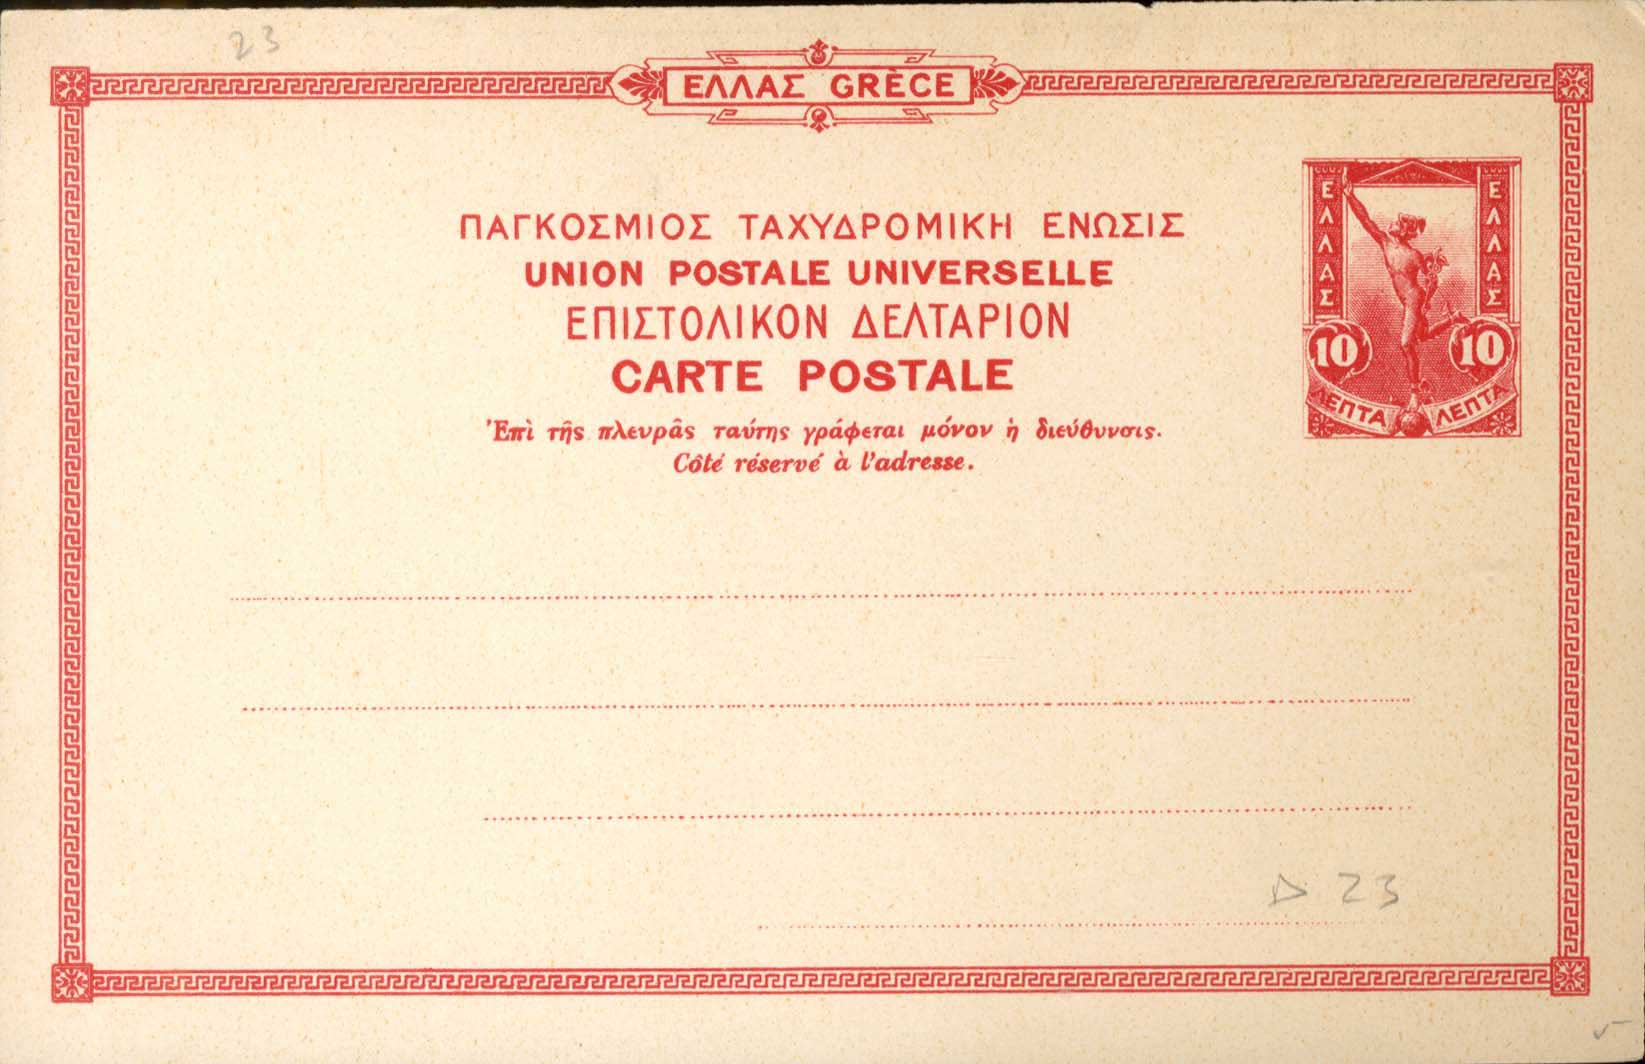 23
ΕΛΛΑΣ GRÈCE
ΠΑΓΚΟΣΜΙΟΣ ΤΑΧΥΔΡΟΜΙΚΗ ΕΝΩΣΙΣ
UNION POSTALE UNIVERSELLE
ΕΠΙΣΤΟΛΙΚΟΝ ΔΕΛΤΑΡΙΟΝ
CARTE POSTALE
Ἐπὶ τῆς πλευρᾶς ταύτης γράφεται μόνον ἡ διεύθυνσις.
Côté réservé à l'adresse.
ΕΛΛΑΣ ΕΛΛΑΣ
10 10
ΛΕΠΤΑ ΛΕΠΤΑ
Δ 23